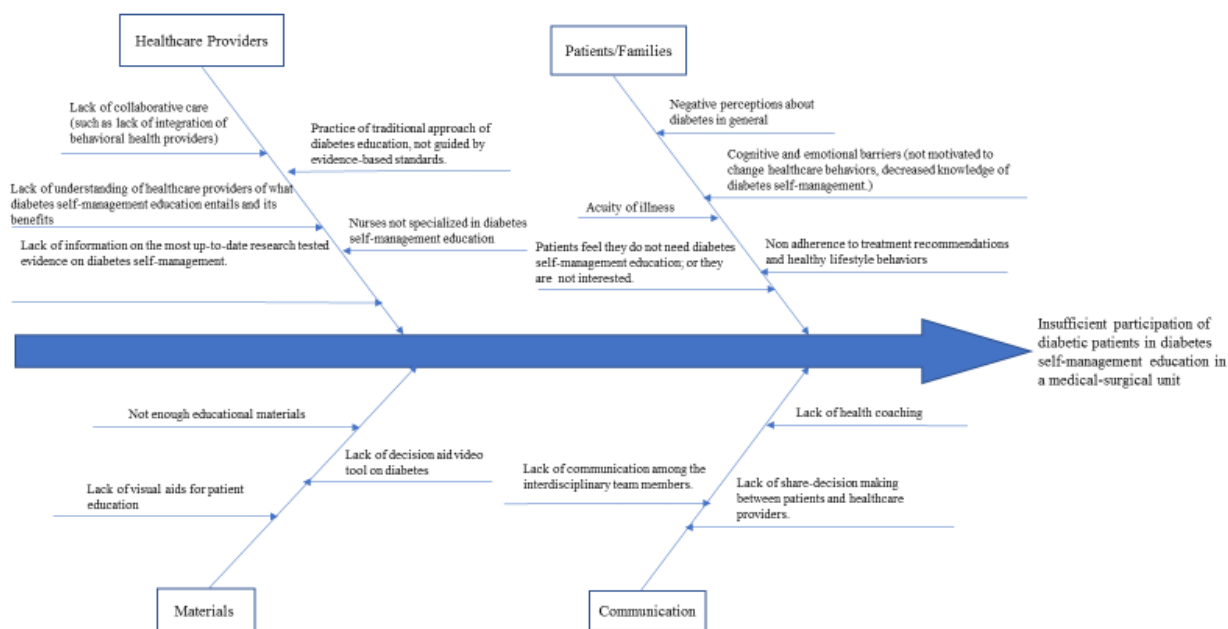 Healthcare Providers
Patients/Families
Lack of collaborative care
(such as lack of integration of
behavioral health providers)
Practice of traditional approach of
diabetes education, not guided by
evidence-based standards.
Lack of understanding of healthcare providers of what
diabetes self-management education entails and its
benefits
Nurses not specialized in diabetes
self-management education
Lack of information on the most up-to-date research tested
evidence on diabetes self-management.
Negative perceptions about
diabetes in general
Cognitive and emotional barriers (not motivated to
change healthcare behaviors, decreased knowledge of
diabetes self-management.)
Acuity of illness
Patients feel they do not need diabetes
self-management education; or they
are not interested.
Non adherence to treatment recommendations
and healthy lifestyle behaviors
Insufficient participation of
diabetic patients in diabetes
self-management education in
a medical-surgical unit
Not enough educational materials
Lack of decision aid video
tool on diabetes
Lack of visual aids for patient
education
Lack of health coaching
Lack of communication among the
interdisciplinary team members.
Lack of share-decision making
between patients and healthcare
providers.
Materials
Communication